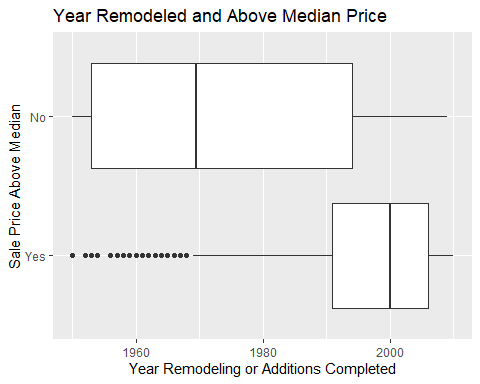 Year Remodeled and Above Median Price
Sale Price Above Median
No
Yes
1960 1980 2000
Year Remodeling or Additions Completed